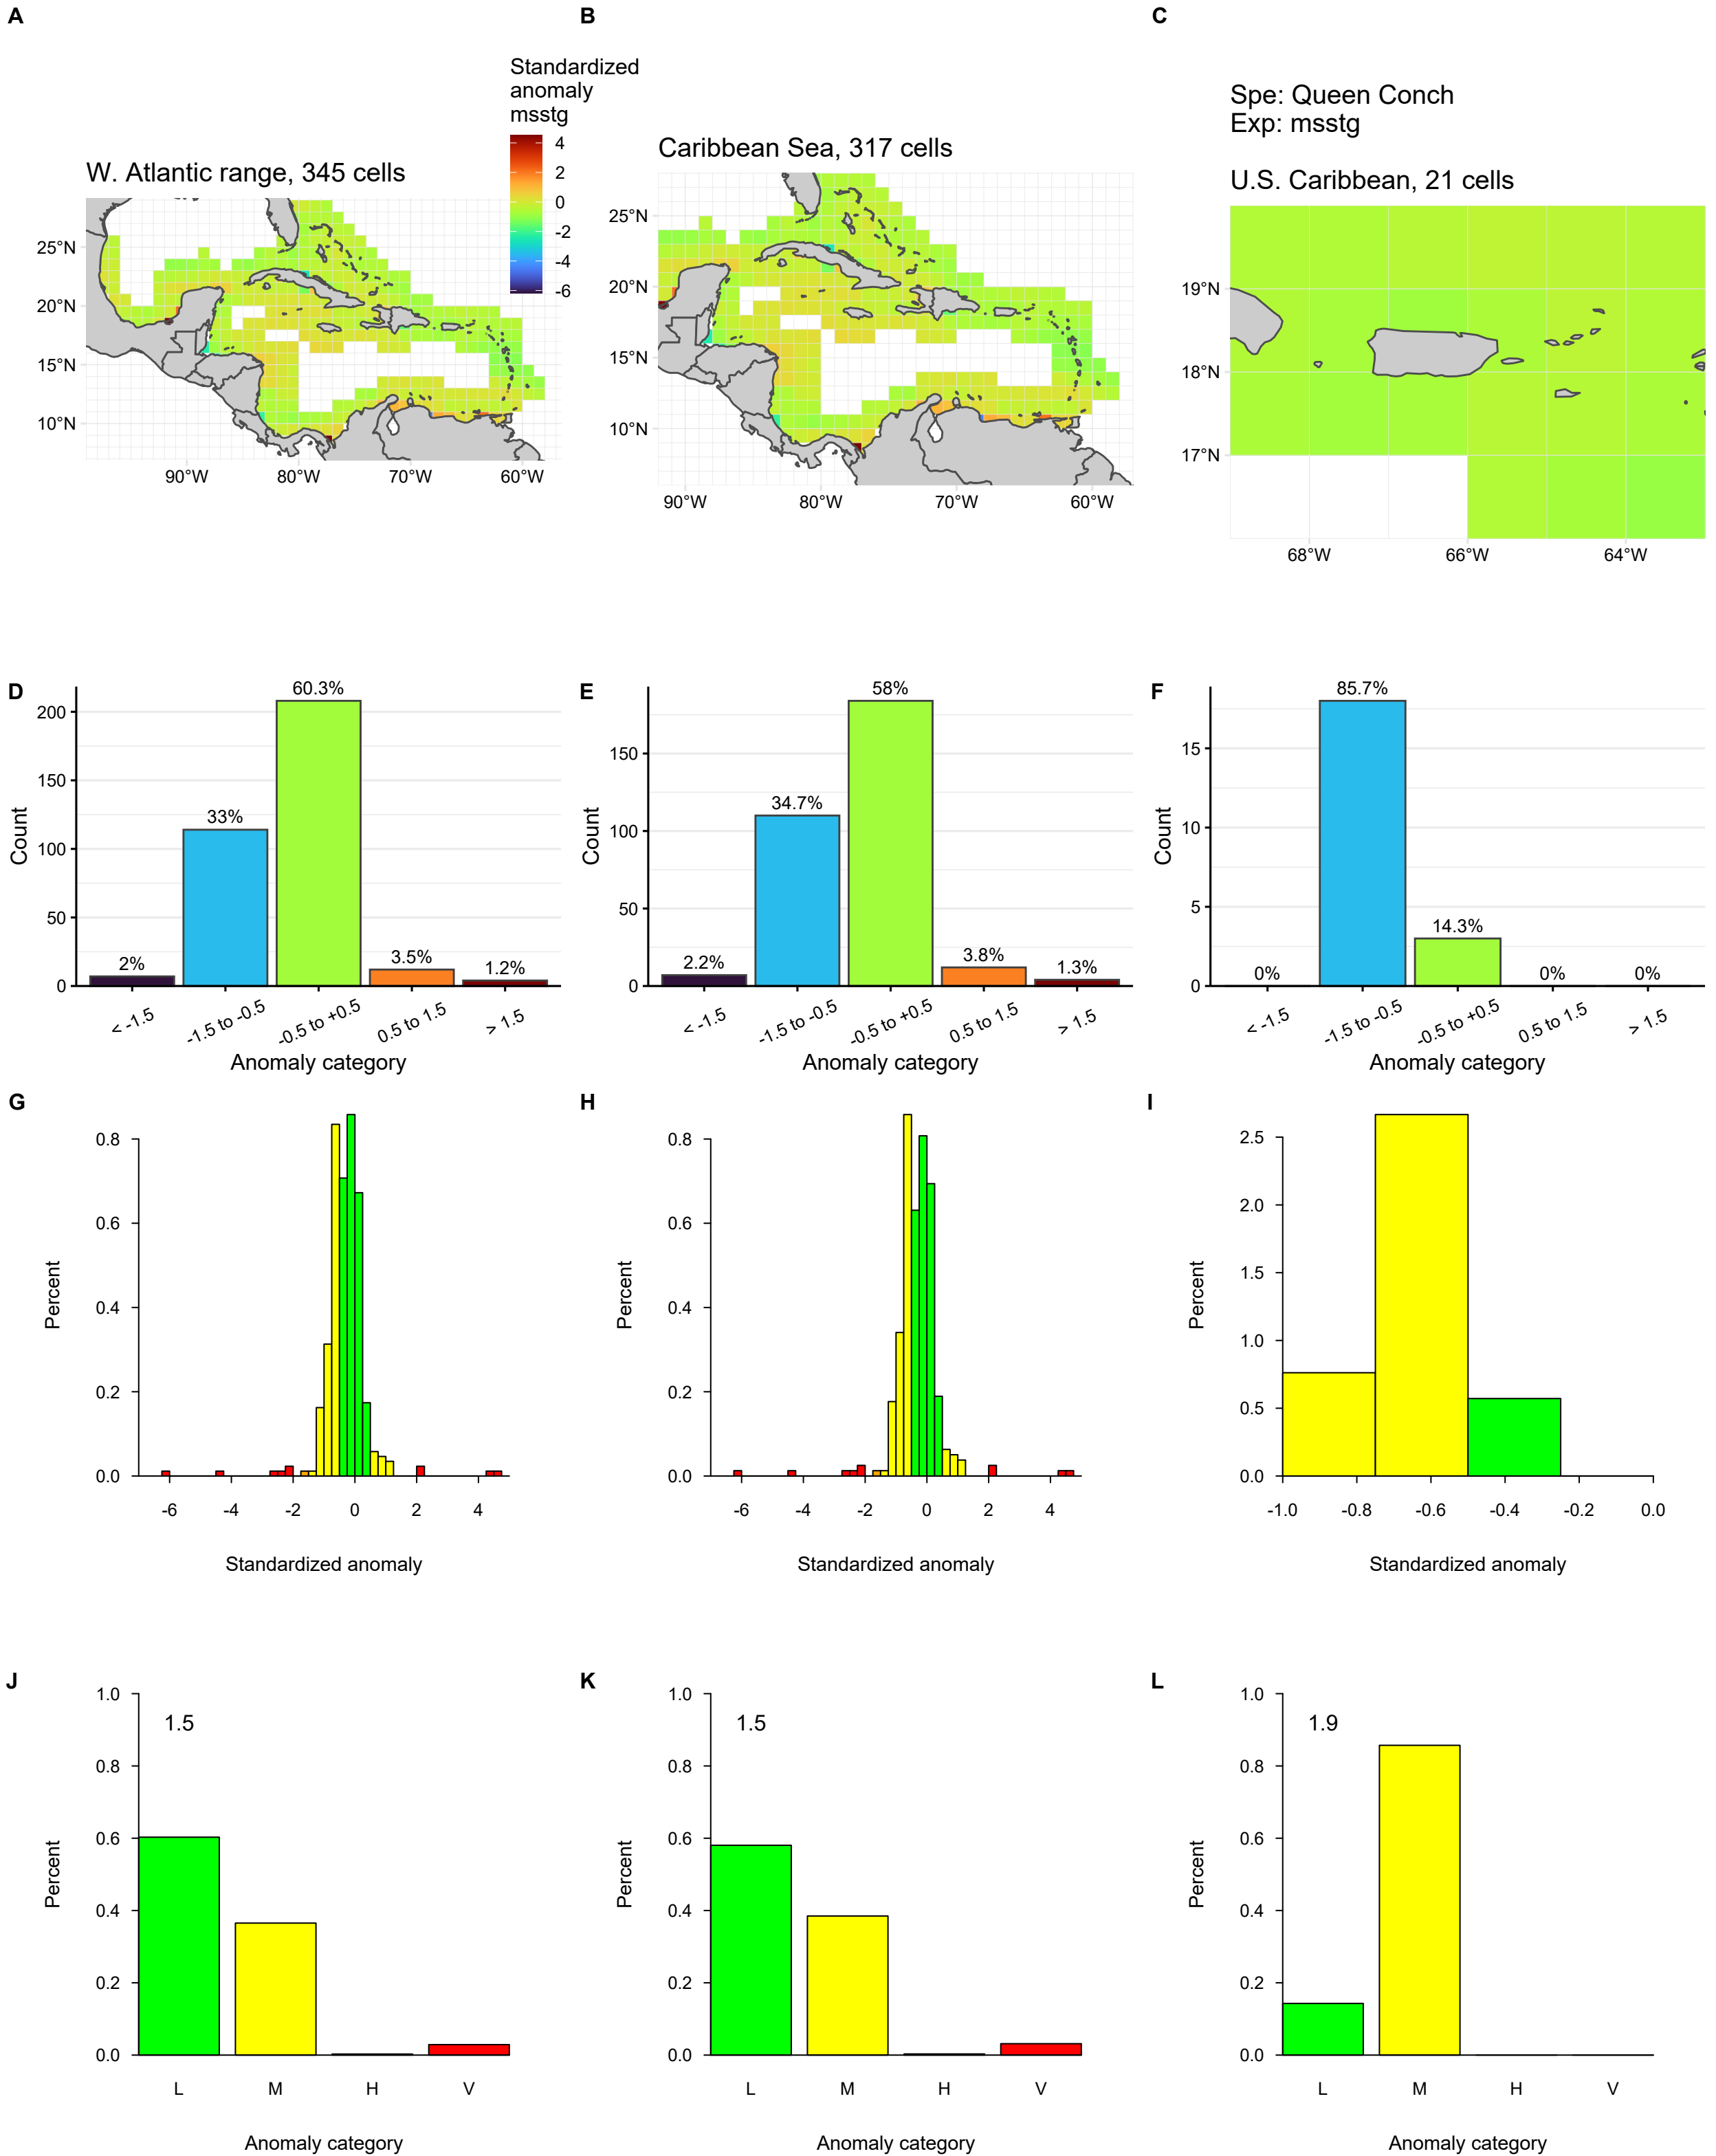 A
B
C
Standardized
anomaly
msstg
4
2
0
-2
-4
-6
W. Atlantic range, 345 cells
25°N
20°N
15°N
10°N
90°W
80°W
70°W
60°W
Caribbean Sea, 317 cells
25°N
20°N
15°N
10°N
90°W
80°W
70°W
60°W
Spe: Queen Conch
Exp: msstg
U.S. Caribbean, 21 cells
19°N
18°N
17°N
68°W
66°W
64°W
D
Count
200
150
100
50
0
2%
33%
60.3%
3.5%
1.2%
< -1.5
-1.5 to -0.5
-0.5 to +0.5
0.5 to 1.5
> 1.5
Anomaly category
E
Count
150
100
50
0
2.2%
34.7%
58%
3.8%
1.3%
< -1.5
-1.5 to -0.5
-0.5 to +0.5
0.5 to 1.5
> 1.5
Anomaly category
F
Count
15
10
5
0
0%
85.7%
14.3%
0%
0%
< -1.5
-1.5 to -0.5
-0.5 to +0.5
0.5 to 1.5
> 1.5
Anomaly category
G
Percent
0.8
0.6
0.4
0.2
0.0
-6
-4
-2
0
2
4
Standardized anomaly
H
Percent
0.8
0.6
0.4
0.2
0.0
-6
-4
-2
0
2
4
Standardized anomaly
I
Percent
2.5
2.0
1.5
1.0
0.5
0.0
-1.0
-0.8
-0.6
-0.4
-0.2
0.0
Standardized anomaly
J
Percent
1.0
0.8
0.6
0.4
0.2
0.0
1.5
L
M
H
V
Anomaly category
K
Percent
1.0
0.8
0.6
0.4
0.2
0.0
1.5
L
M
H
V
Anomaly category
L
Percent
1.0
0.8
0.6
0.4
0.2
0.0
1.9
L
M
H
V
Anomaly category